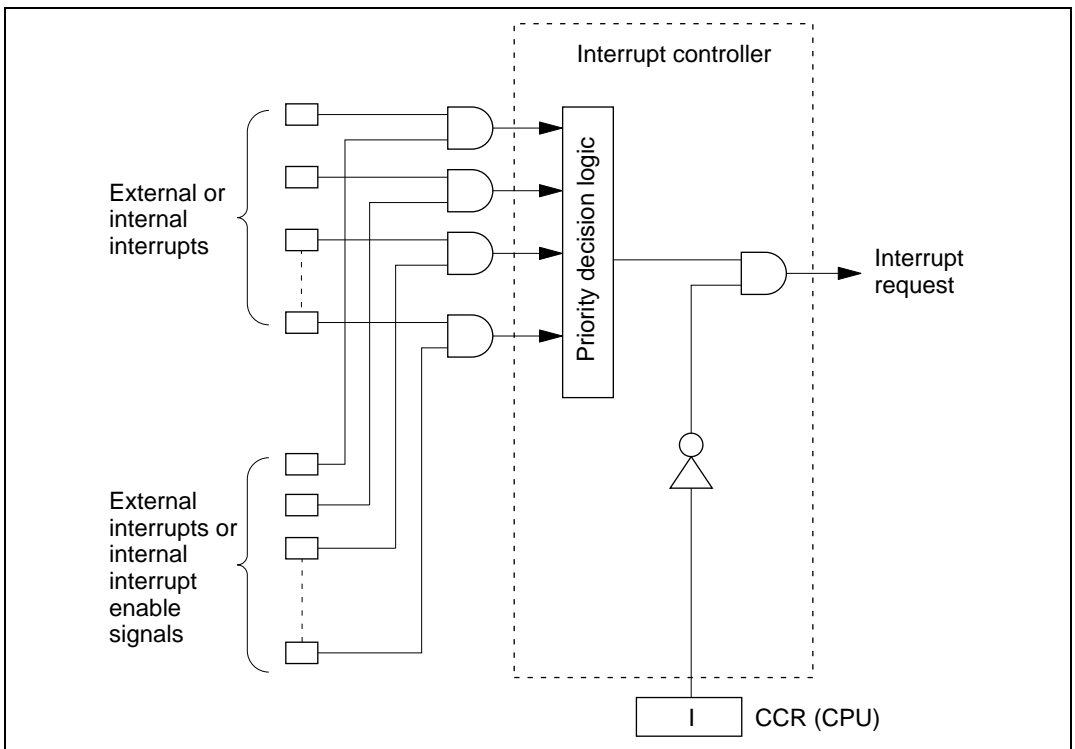 Interrupt controller
External or
internal
interrupts
Priority decision logic
Interrupt
request
External
interrupts or
internal
interrupt
enable
signals
I
CCR (CPU)